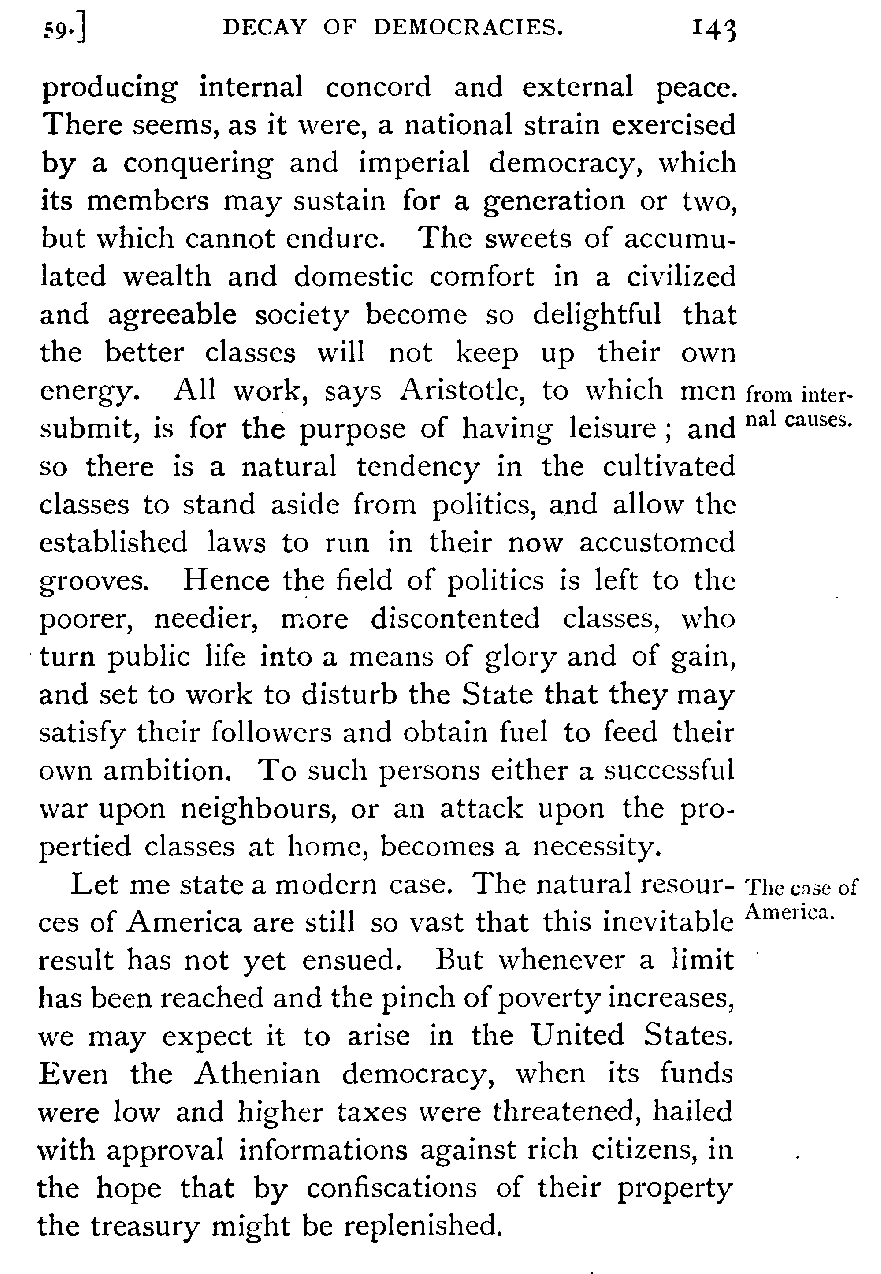 59.] DECAY OF DEMOCRACIES. 143
producing internal concord and external peace.
There seems, as it were, a national strain exercised
by a conquering and imperial democracy, which
its members may sustain for a generation or two,
but which cannot endure. The sweets of accumu-
lated wealth and domestic comfort in a civilized
and agreeable society become so delightful that
the better classes will not keep up their own
energy. All work, says Aristotle, to which men
from inter-
submit, is for the purpose of having leisure ; and
nal causes.
so there is a natural tendency in the cultivated
classes to stand aside from politics, and allow the
established laws to run in their now accustomed
grooves. Hence the field of politics is left to the
poorer, needier, more discontented classes, who
turn public life into a means of glory and of gain,
and set to work to disturb the State that they may
satisfy their followers and obtain fuel to feed their
own ambition. To such persons either a successful
war upon neighbours, or an attack upon the pro-
pertied classes at home, becomes a necessity.
Let me state a modern case. The natural resour-
The case of
ces of America are still so vast that this inevitable
America.
result has not yet ensued. But whenever a limit
has been reached and the pinch of poverty increases,
we may expect it to arise in the United States.
Even the Athenian democracy, when its funds
were low and higher taxes were threatened, hailed
with approval informations against rich citizens, in
the hope that by confiscations of their property
the treasury might be replenished.